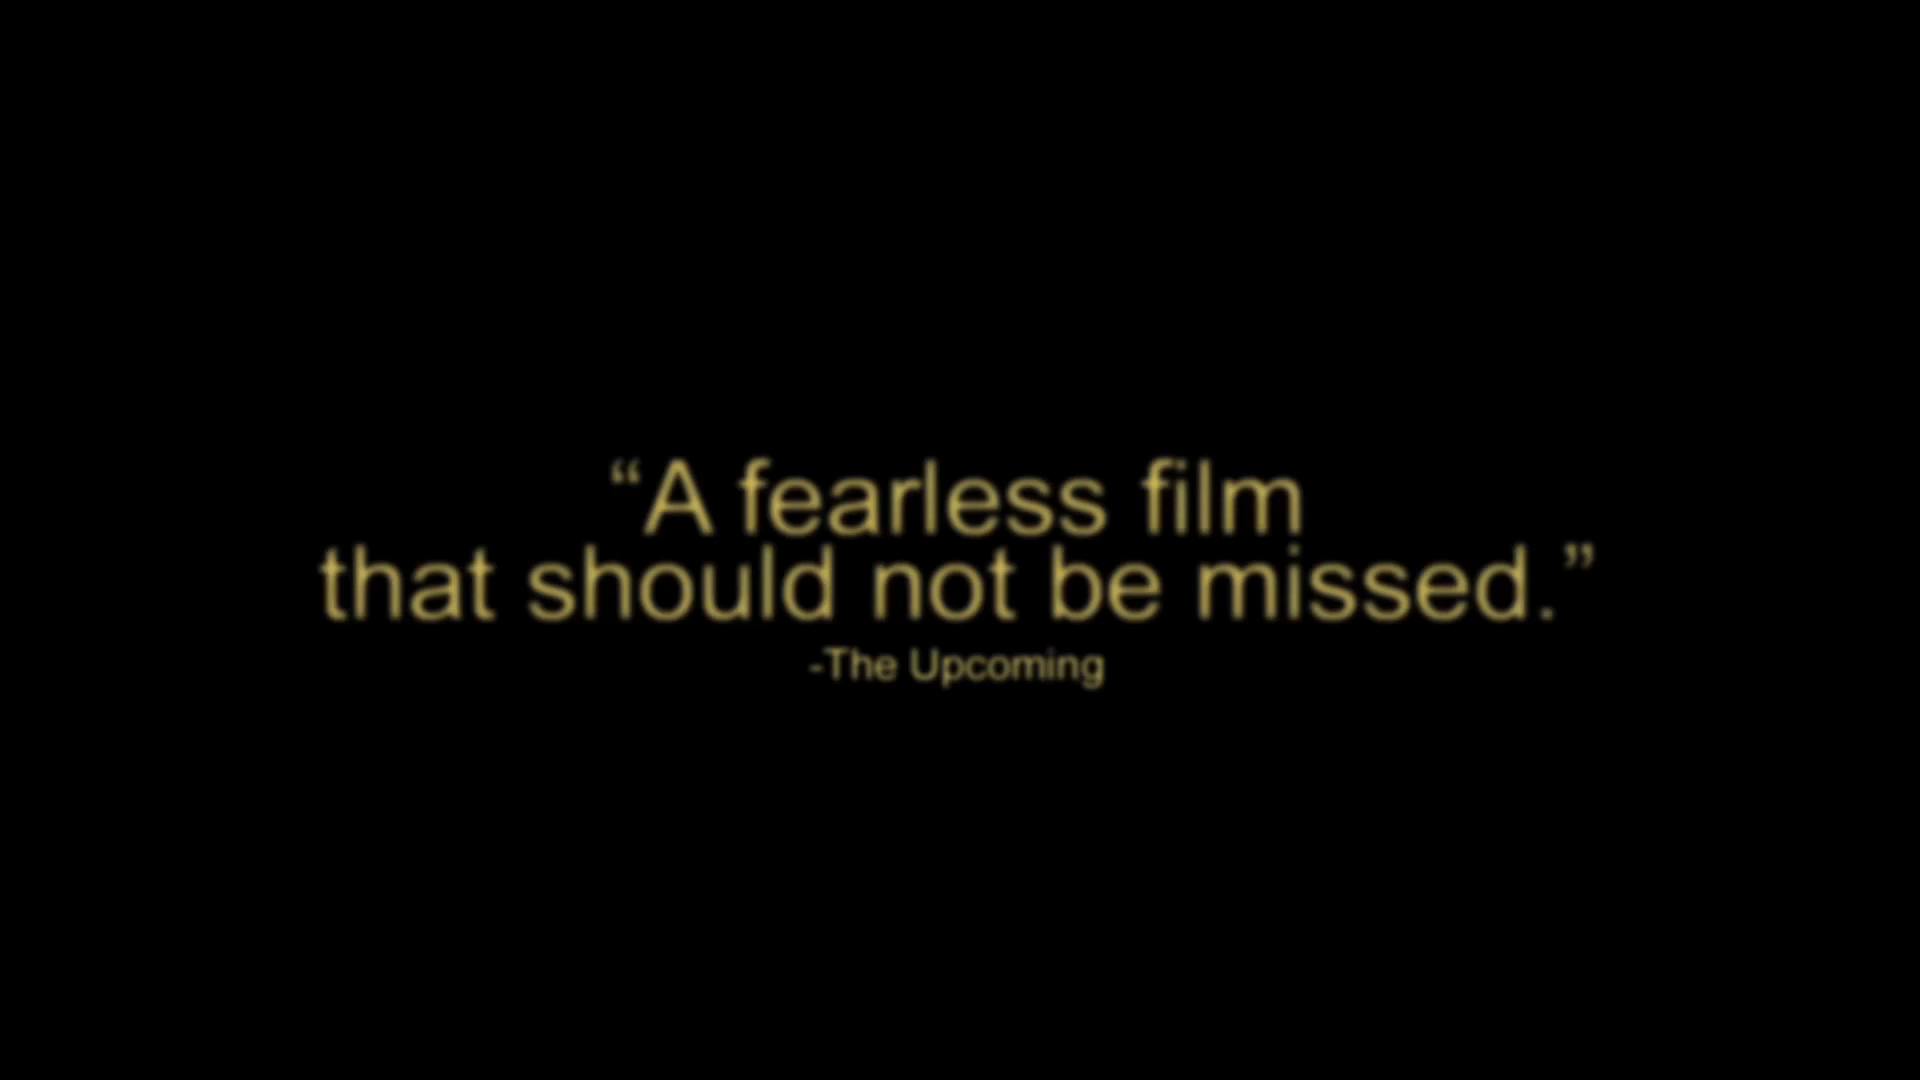 “A fearless film
that should not be missed.”
-The Upcoming